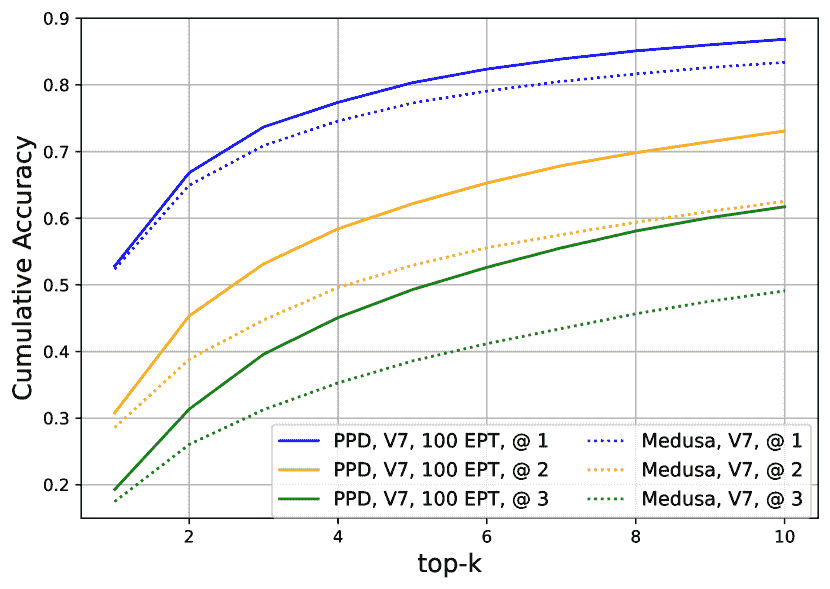 0.9
0.8
0.7
0.6
0.5
0.4
0.3
0.2
Cumulative Accuracy
PPD, V7, 100 EPT, @ 1
PPD, V7, 100 EPT, @ 2
PPD, V7, 100 EPT, @ 3
Medusa, V7, @ 1
Medusa, V7, @ 2
Medusa, V7, @ 3
2 4 6 8 10
top-k